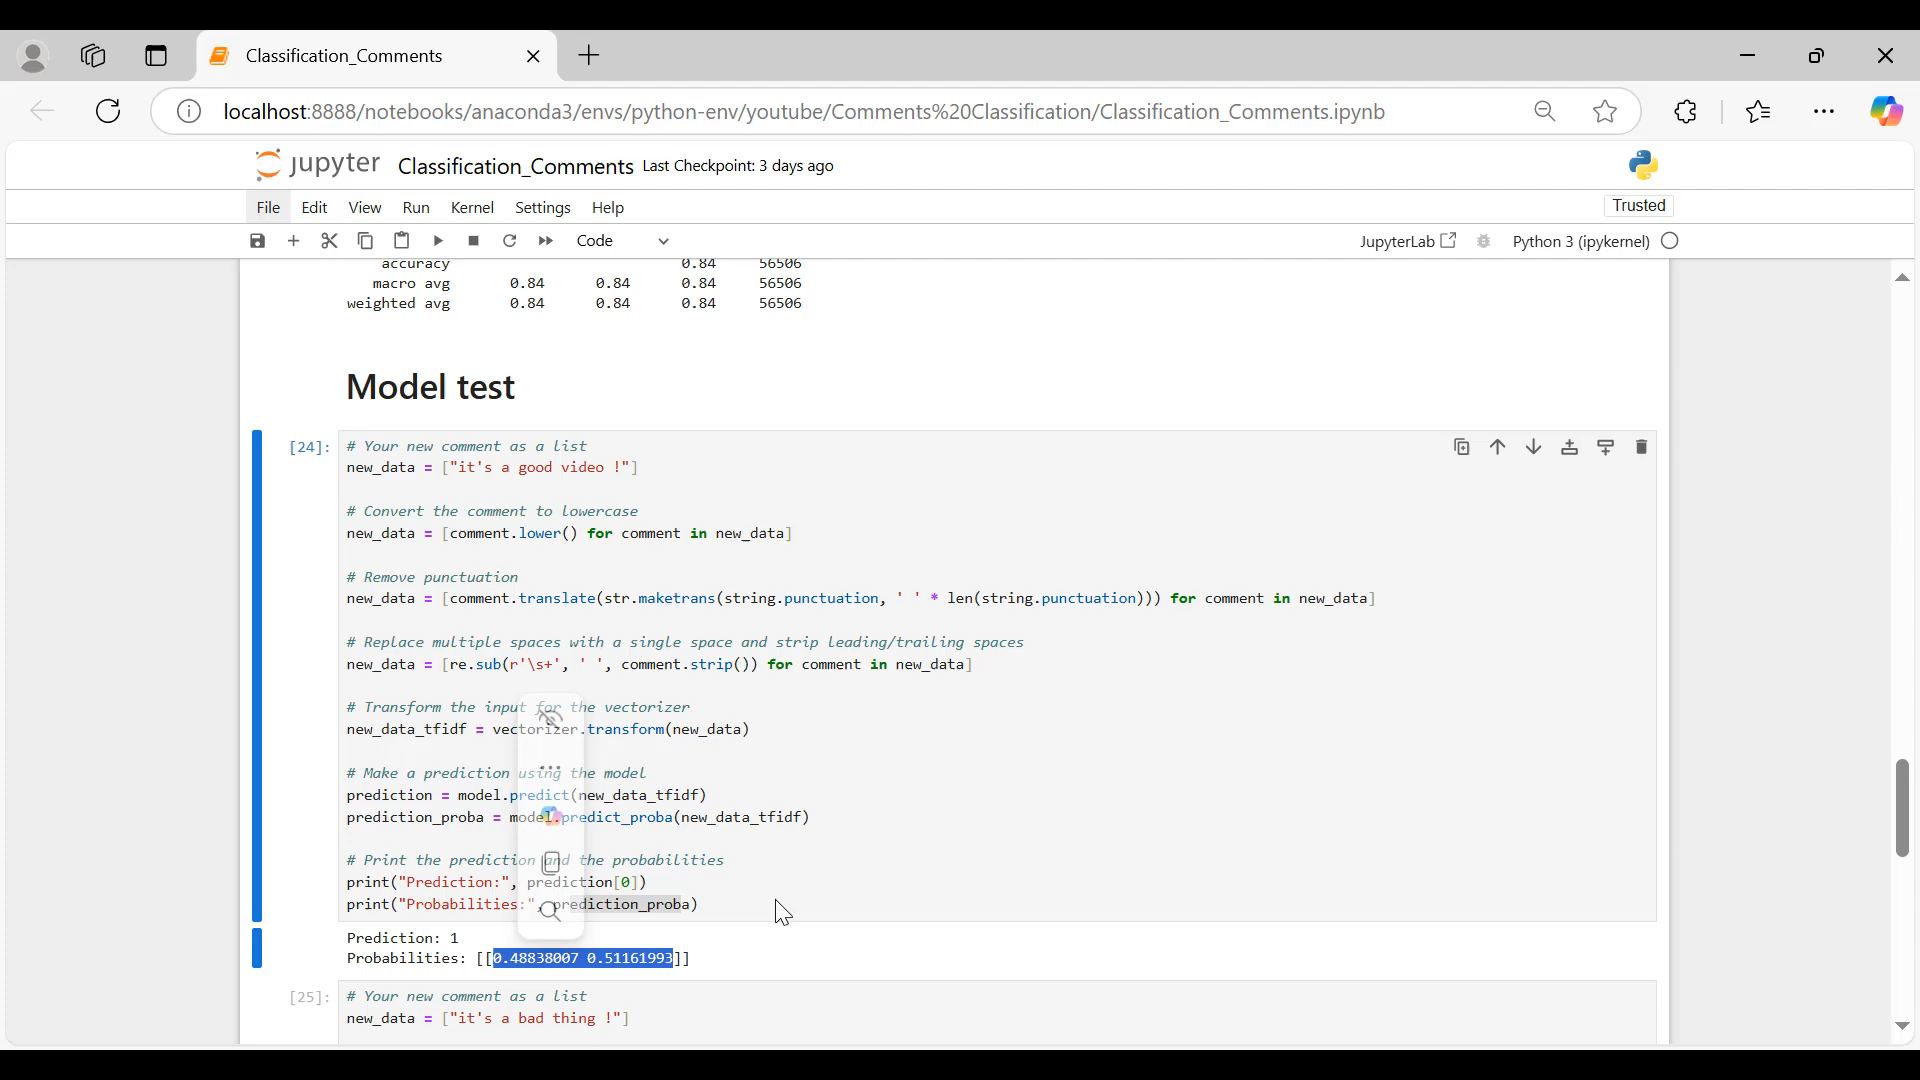 Classification_Comments
localhost:8888/notebooks/anaconda3/envs/python-env/youtube/Comments%20Classification/Classification_Comments.ipynb
jupyter Classification_Comments Last Checkpoint: 3 days ago
File Edit View Run Kernel Settings Help Trusted
Code JupyterLab Python 3 (ipykernel)
accuracy 0.84 56506
macro avg 0.84 0.84 0.84 56506
weighted avg 0.84 0.84 0.84 56506
Model test
[24]: # Your new comment as a list
new_data = ["it's a good video !"]
# Convert the comment to lowercase
new_data = [comment.lower() for comment in new_data]
# Remove punctuation
new_data = [comment.translate(str.maketrans(string.punctuation, ' ' * len(string.punctuation))) for comment in new_data]
# Replace multiple spaces with a single space and strip leading/trailing spaces
new_data = [re.sub(r'\s+', ' ', comment.strip()) for comment in new_data]
# Transform the input for the vectorizer
new_data_tfidf = vectorizer.transform(new_data)
# Make a prediction using the model
prediction = model.predict(new_data_tfidf)
prediction_proba = model.predict_proba(new_data_tfidf)
# Print the prediction and the probabilities
print("Prediction:", prediction[0])
print("Probabilities:", prediction_proba)
Prediction: 1
Probabilities: [[0.48838007 0.51161993]]
[25]: # Your new comment as a list
new_data = ["it's a bad thing !"]